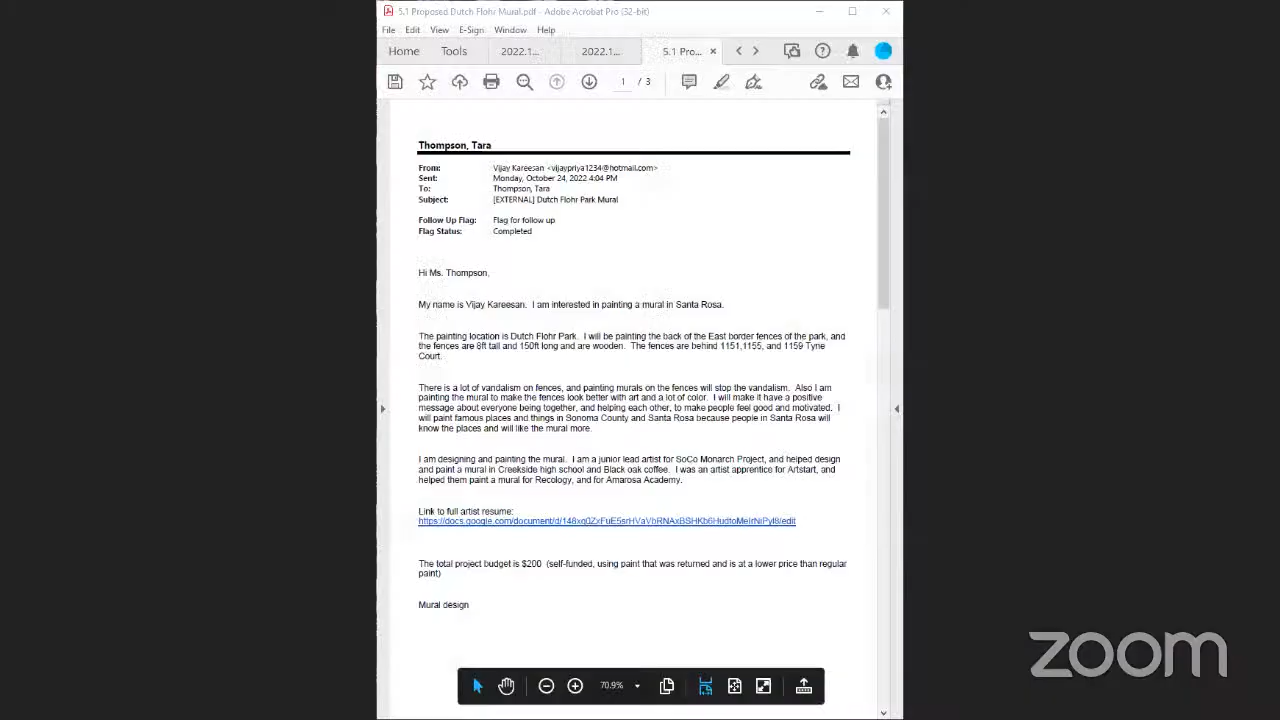 5.1 Proposed Dutch Flohr Mural.pdf - Adobe Acrobat Pro (32-bit)
File Edit View E-Sign Window Help
Home Tools 2022.1... 2022.1... 5.1 Pro... ×
1 / 3
Thompson, Tara
From: Vijay Kareesan <vijaypriya1234@hotmail.com>
Sent: Monday, October 24, 2022 4:04 PM
To: Thompson, Tara
Subject: [EXTERNAL] Dutch Flohr Park Mural
Follow Up Flag: Flag for follow up
Flag Status: Completed
Hi Ms. Thompson,
My name is Vijay Kareesan. I am interested in painting a mural in Santa Rosa.
The painting location is Dutch Flohr Park. I will be painting the back of the East border fences of the park, and
the fences are 8ft tall and 150ft long and are wooden. The fences are behind 1151,1155, and 1159 Tyne
Court.
There is a lot of vandalism on fences, and painting murals on the fences will stop the vandalism. Also I am
painting the mural to make the fences look better with art and a lot of color. I will make it have a positive
message about everyone being together, and helping each other, to make people feel good and motivated. I
will paint famous places and things in Sonoma County and Santa Rosa because people in Santa Rosa will
know the places and will like the mural more.
I am designing and painting the mural. I am a junior lead artist for SoCo Monarch Project, and helped design
and paint a mural in Creekside high school and Black oak coffee. I was an artist apprentice for Artstart, and
helped them paint a mural for Recology, and for Amarosa Academy.
Link to full artist resume:
The total project budget is $200 (self-funded, using paint that was returned and is at a lower price than regular
paint)
Mural design
70.9%
zoom